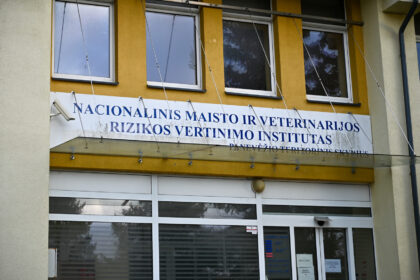 NACIONALINIS MAISTO IR VETERINARIJOS
RIZIKOS VERTINIMO INSTITUTAS
PANEVĖŽIO TERITORINIS SKYRIUS